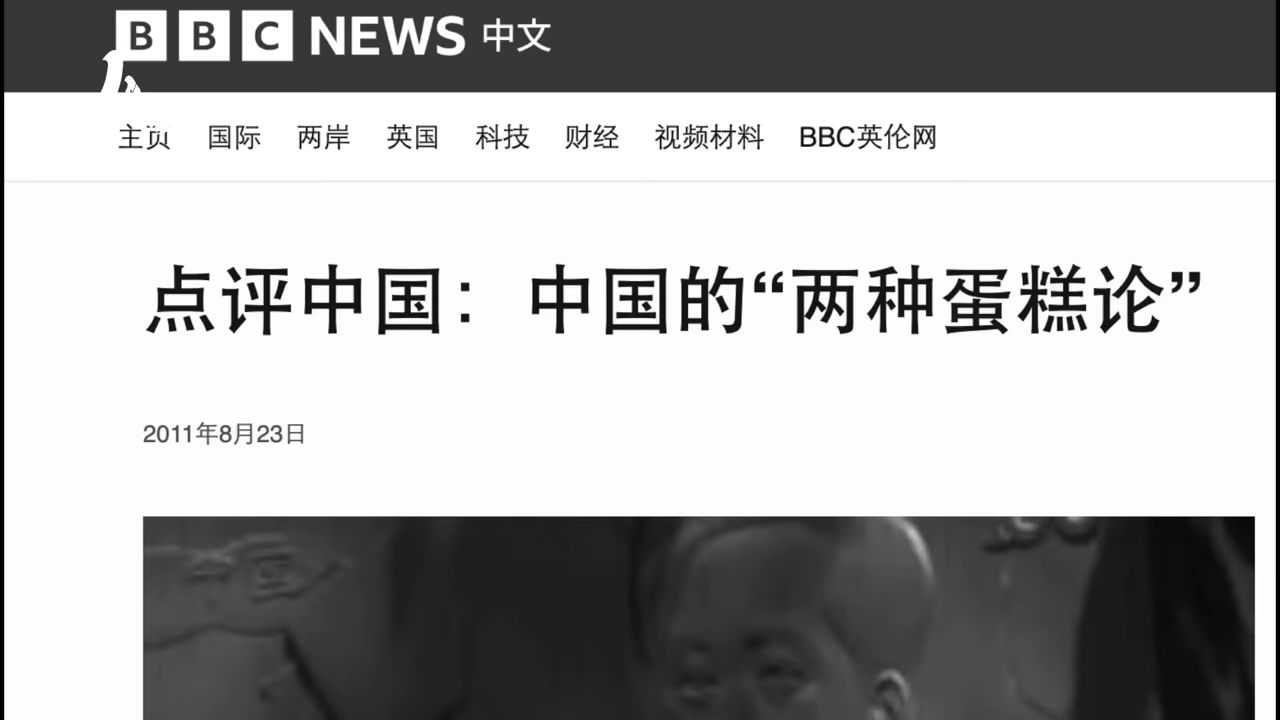 BBC NEWS 中文
主页 国际 两岸 英国 科技 财经 视频材料 BBC英伦网
点评中国：中国的“两种蛋糕论”
2011年8月23日
中国